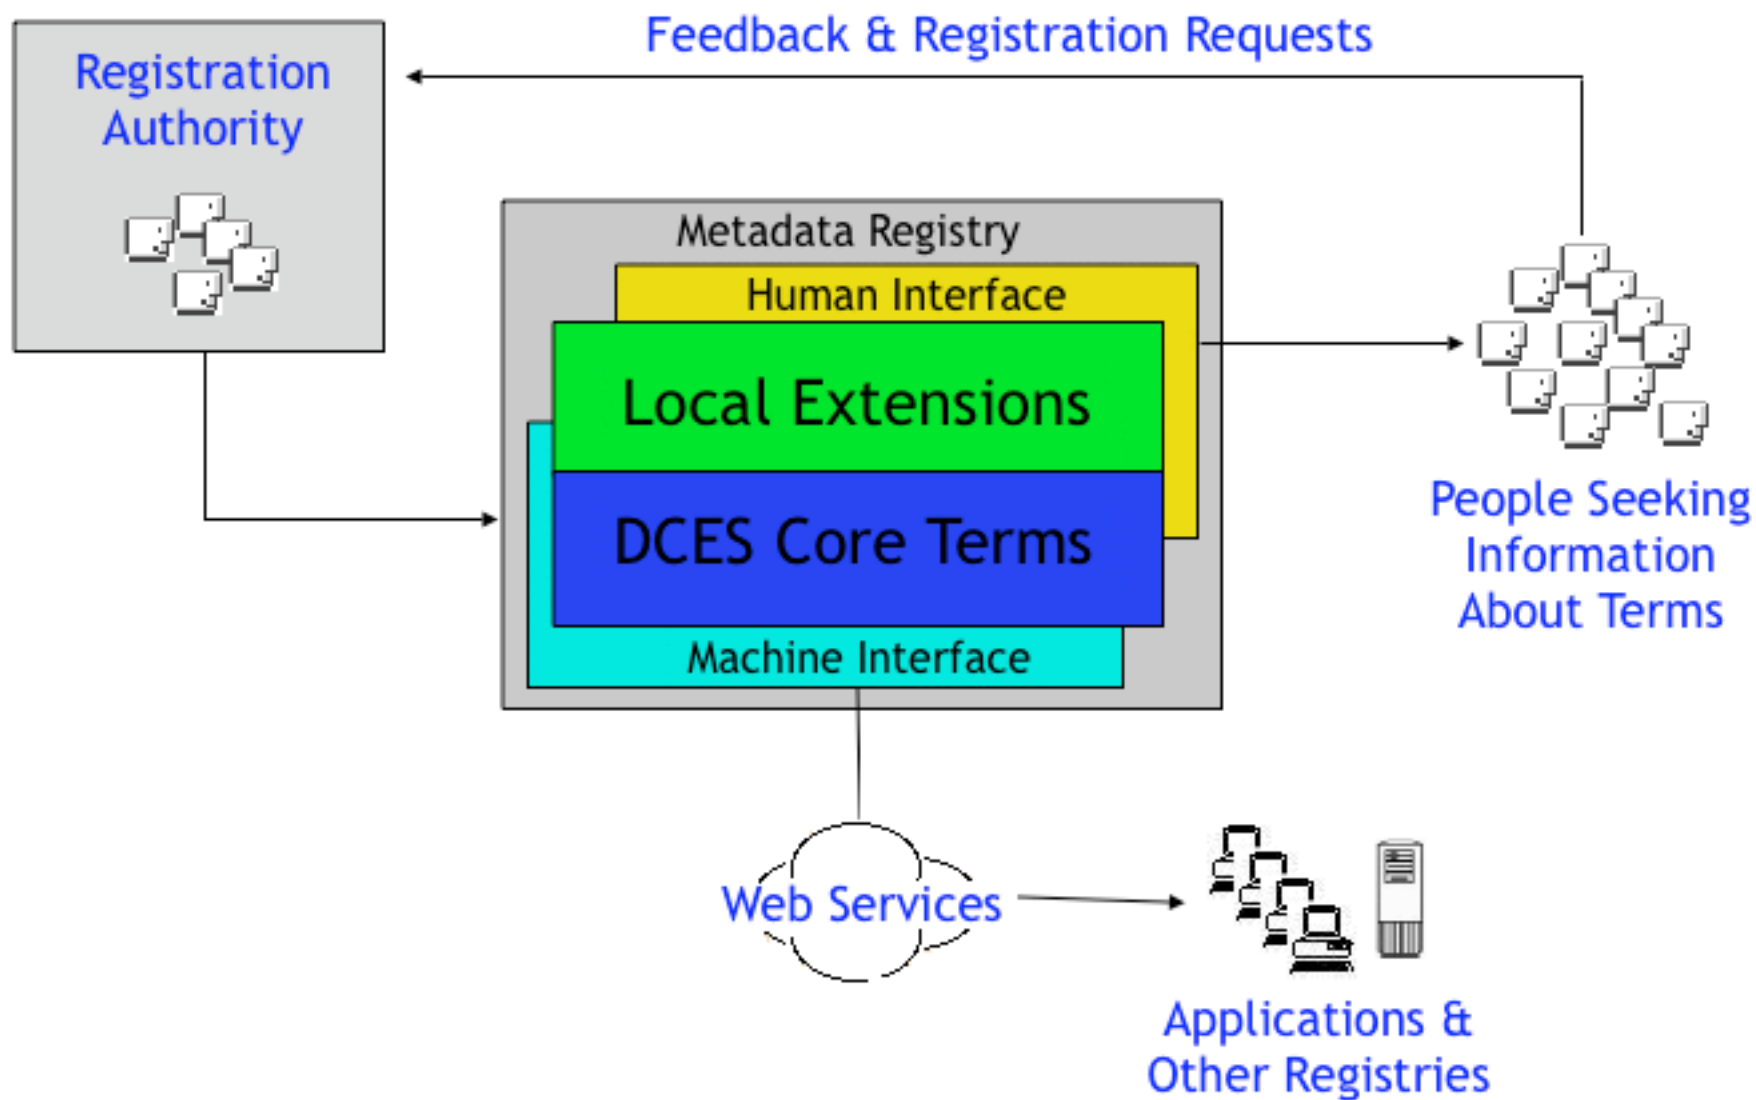 Feedback & Registration Requests
Registration
Authority
Metadata Registry
Human Interface
Local Extensions
DCES Core Terms
Machine Interface
People Seeking
Information
About Terms
Web Services
Applications &
Other Registries